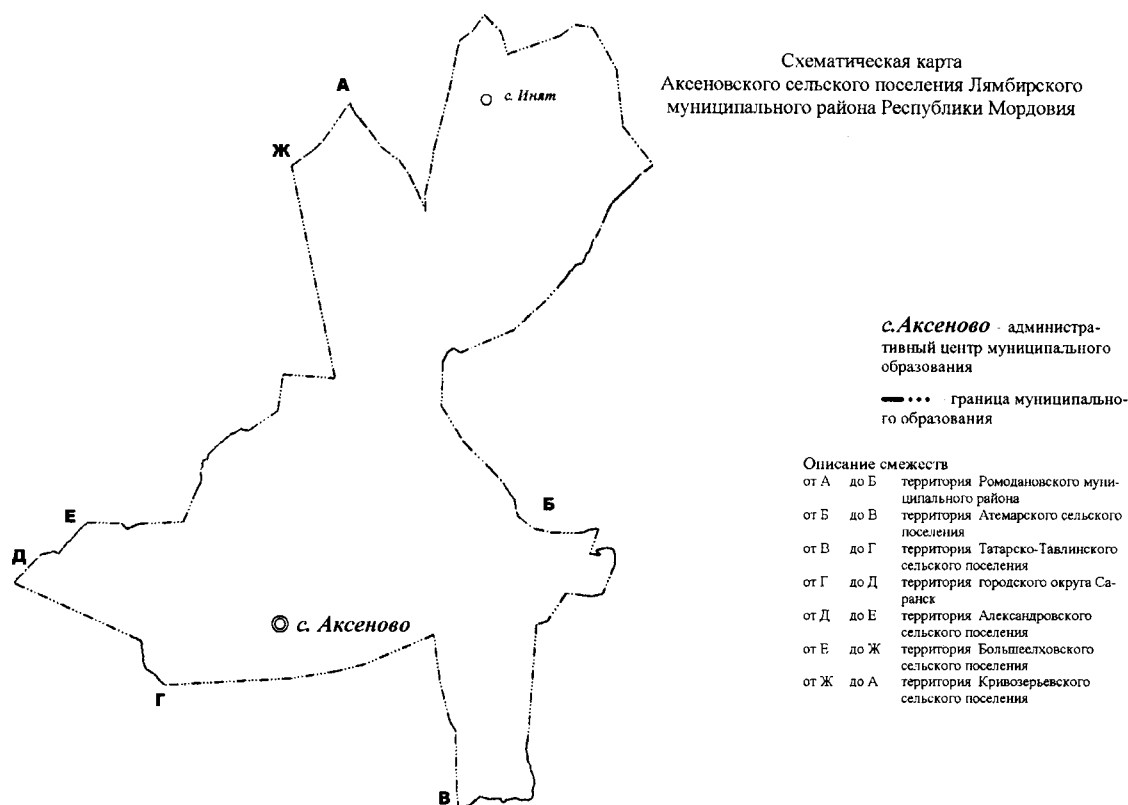 Схематическая карта
Аксеновского сельского поселения Лямбирского
муниципального района Республики Мордовия
А
с. Инят
Ж
с.Аксеново - администра-
тивный центр муниципального
образования
- граница муниципально-
го образования
Описание смежеств
от А до Б территория Ромодановского муни-
ципального района
от Б до В территория Атемарского сельского
поселения
от В до Г территория Татарско-Тавлинского
сельского поселения
от Г до Д территория городского округа Са-
ранск
от Д до Е территория Александровского
сельского поселения
от Е до Ж территория Большеелховского
сельского поселения
от Ж до А территория Кривозерьевского
сельского поселения
Б
Е
Д
с. Аксеново
Г
В